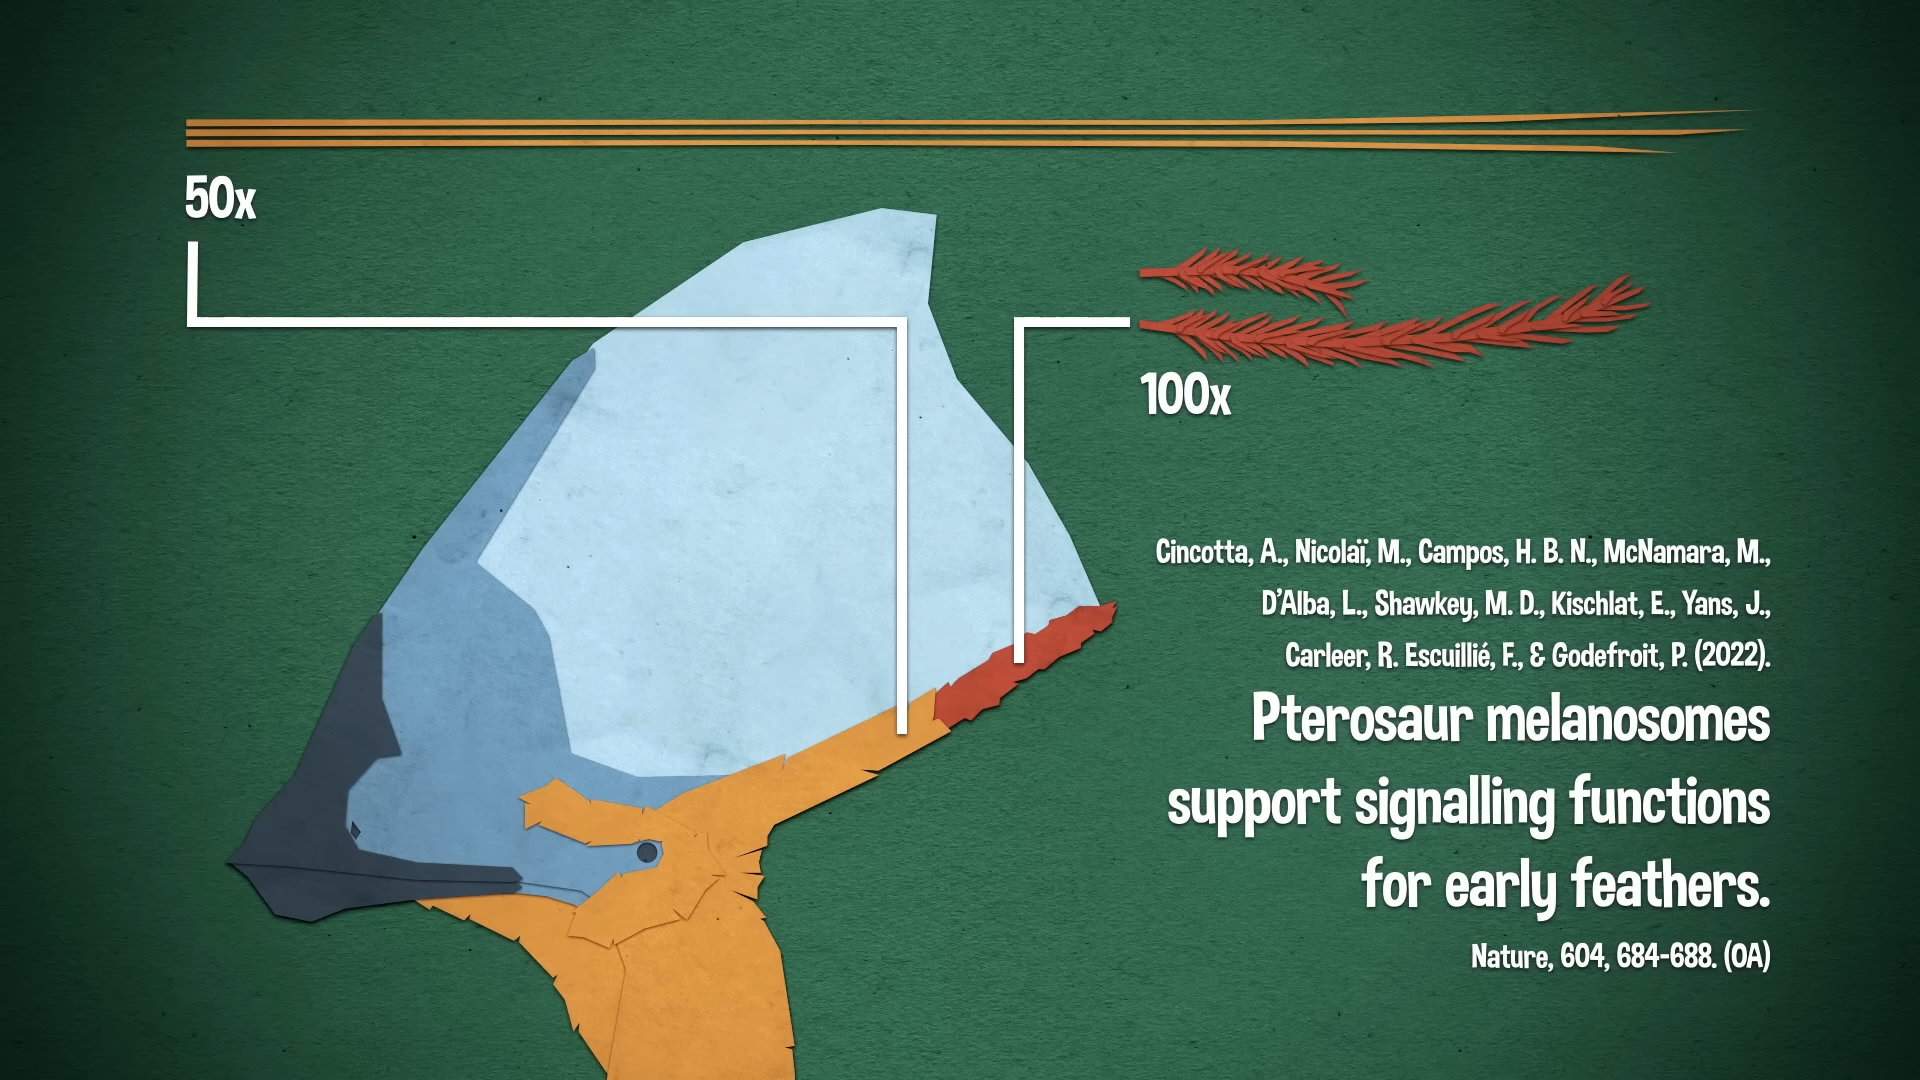 50x
100x
Cincotta, A., Nicolaï, M., Campos, H. B. N., McNamara, M.,
D'Alba, L., Shawkey, M. D., Kischlat, E., Yans, J.,
Carleer, R. Escuillié, F., & Godefroit, P. (2022).
Pterosaur melanosomes
support signalling functions
for early feathers.
Nature, 604, 684-688. (OA)